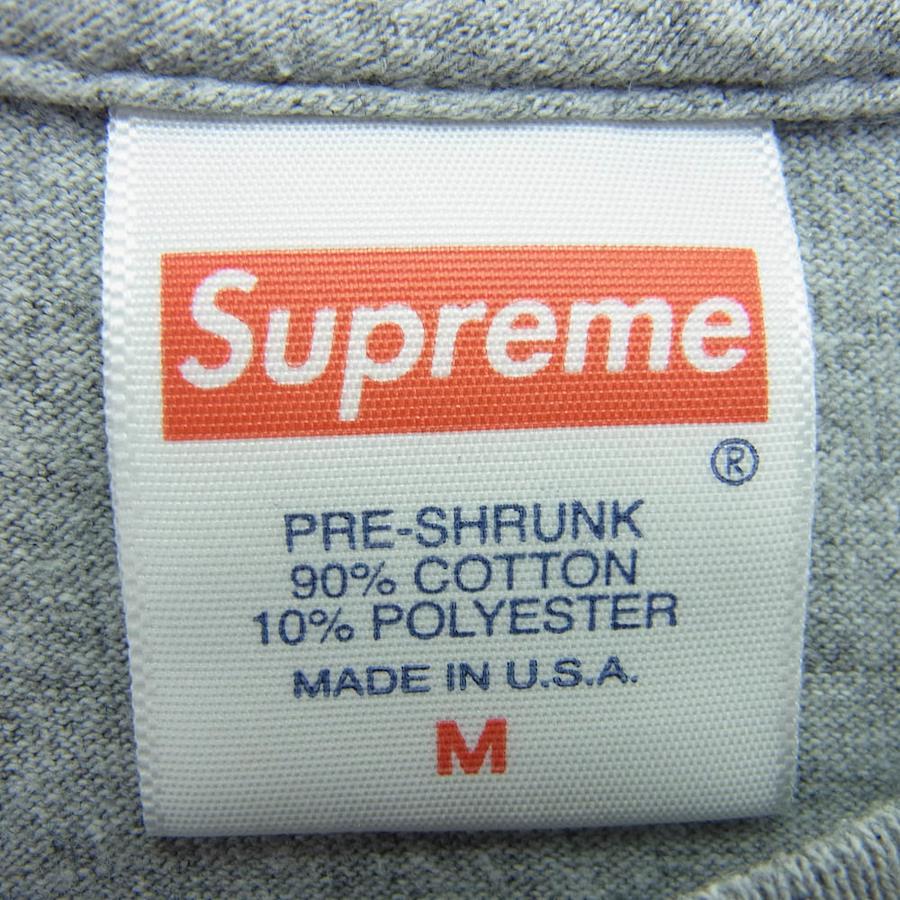 Supreme
®
PRE-SHRUNK
90% COTTON
10% POLYESTER
MADE IN U.S.A.
M